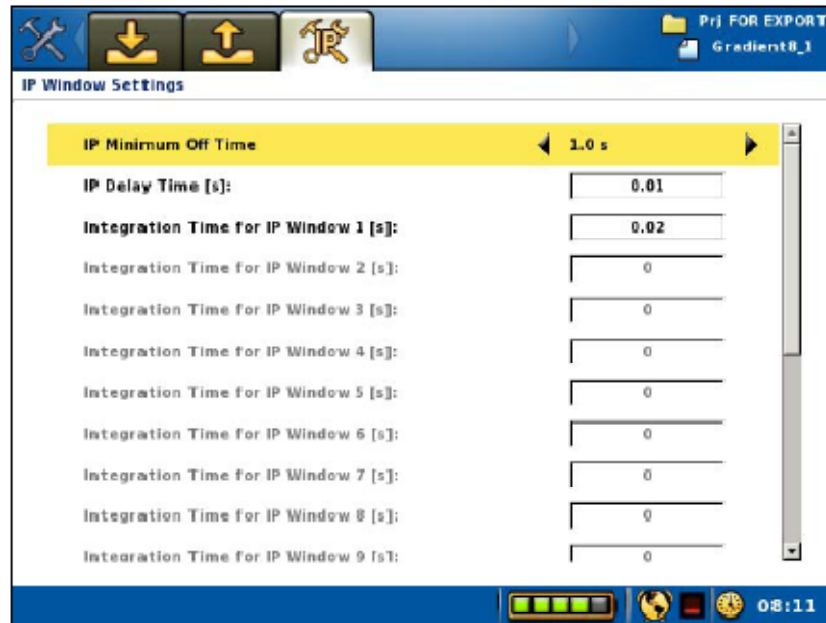 Prj FOR EXPORT
Gradient8_1
IP Window Settings
IP Minimum Off Time 1.0 s
IP Delay Time [s]: 0.01
Integration Time for IP Window 1 [s]: 0.02
Integration Time for IP Window 2 [s]: 0
Integration Time for IP Window 3 [s]: 0
Integration Time for IP Window 4 [s]: 0
Integration Time for IP Window 5 [s]: 0
Integration Time for IP Window 6 [s]: 0
Integration Time for IP Window 7 [s]: 0
Integration Time for IP Window 8 [s]: 0
Integration Time for IP Window 9 [s]: 0
08:11